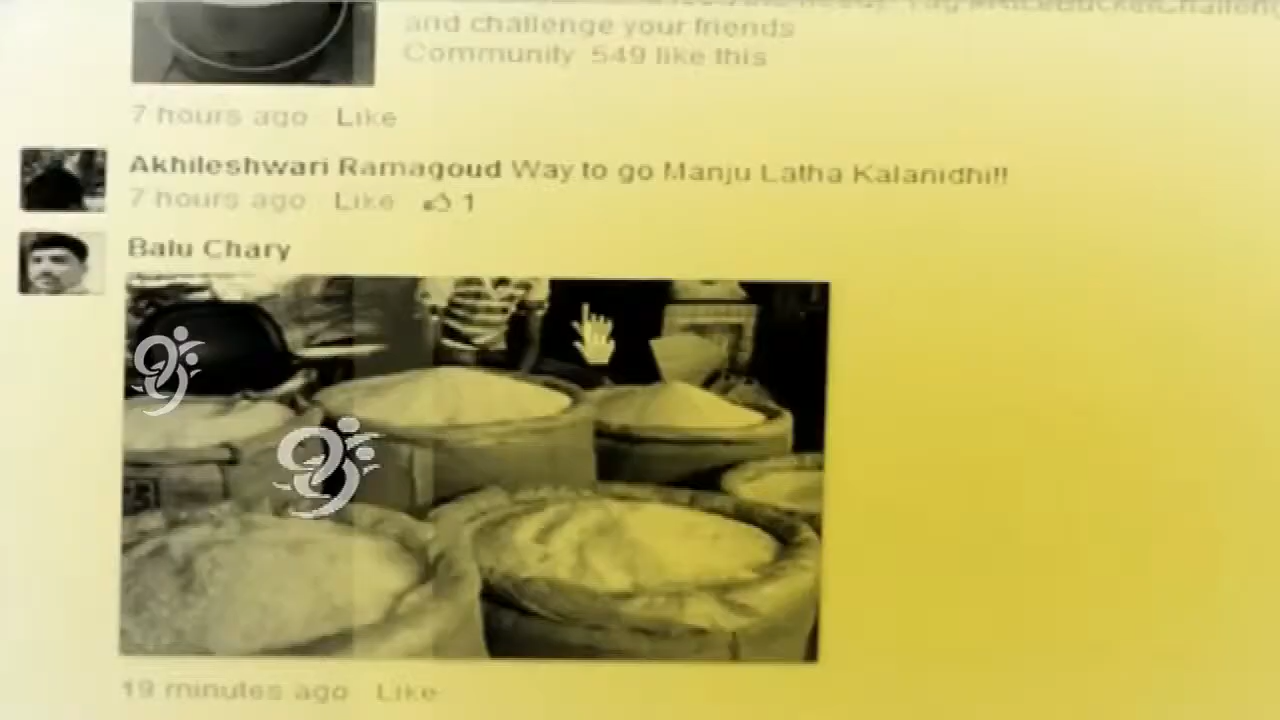 and challenge your friends
Community 549 like this
7 hours ago Like
Akhileshwari Ramagoud Way to go Manju Latha Kalanidhi!!
7 hours ago Like 1
Balu Chary
19 minutes ago Like